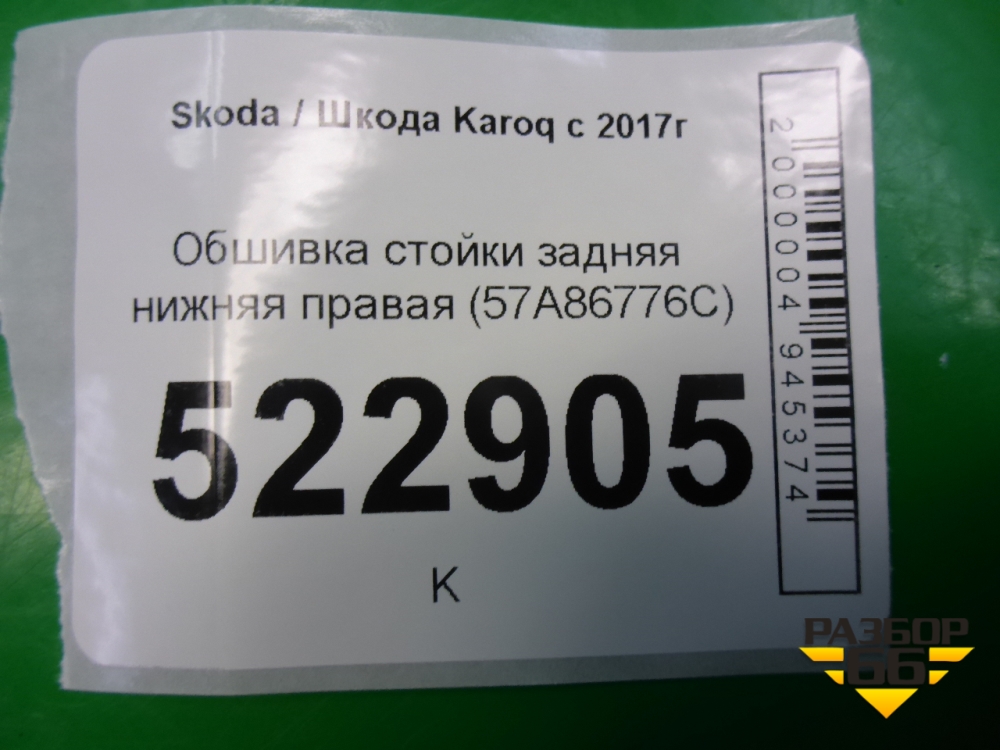 Skoda / Шкода Karoq с 2017г
Обшивка стойки задняя
нижняя правая (57A86776C)
522905
К
2000004945374
РАЗБОР
66